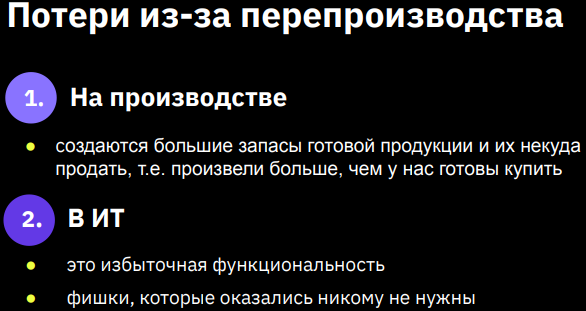 Потери из-за перепроизводства
1. На производстве
• создаются большие запасы готовой продукции и их некуда
продать, т.е. произвели больше, чем у нас готовы купить
2. В ИТ
• это избыточная функциональность
• фишки, которые оказались никому не нужны